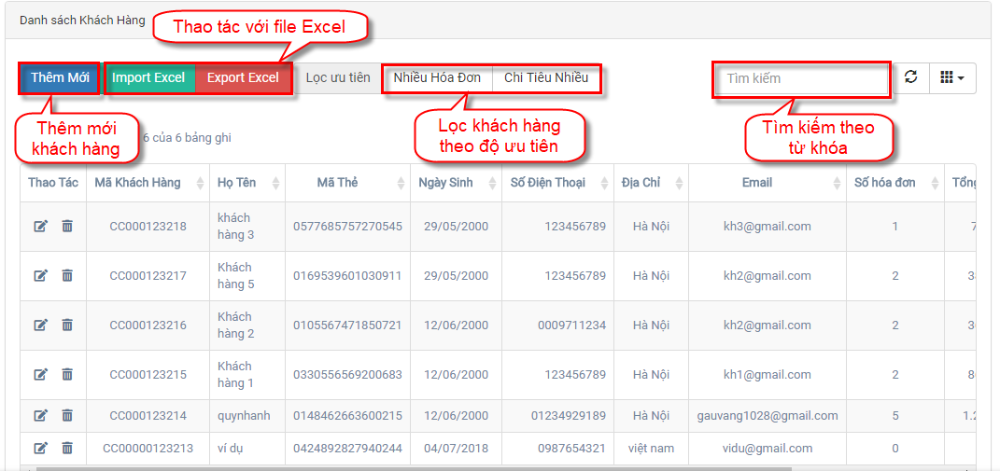 Danh sách Khách Hàng
Thao tác với file Excel
Thêm Mới Import Excel Export Excel Lọc ưu tiên Nhiều Hóa Đơn Chi Tiêu Nhiều Tìm kiếm
Thêm mới
khách hàng
Lọc khách hàng
theo độ ưu tiên
Tìm kiếm theo
từ khóa
6 của 6 bảng ghi
Thao Tác Mã Khách Hàng Họ Tên Mã Thẻ Ngày Sinh Số Điện Thoại Địa Chỉ Email Số hóa đơn Tổng
CC000123218 khách hàng 3 0577685757270545 29/05/2000 123456789 Hà Nội kh3@gmail.com 1 7
CC000123217 Khách hàng 5 0169539601030911 29/05/2000 123456789 Hà Nội kh2@gmail.com 2 3
CC000123216 Khách hàng 2 0105567471850721 12/06/2000 0009711234 Hà Nội kh2@gmail.com 2 3
CC000123215 Khách hàng 1 0330556569200683 12/06/2000 123456789 Hà Nội kh1@gmail.com 2 8
CC000123214 quynhanh 0148462663600215 12/06/2000 01234929189 Hà Nội gauvang1028@gmail.com 5 1.2
CC00000123213 ví dụ 0424892827940244 04/07/2018 0987654321 việt nam vidu@gmail.com 0